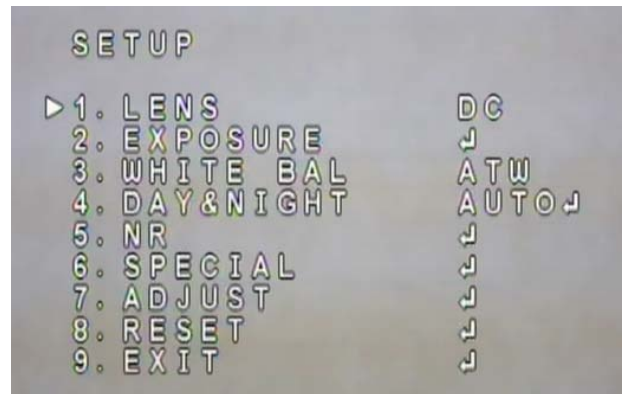 SETUP
▷1. LENS DC
2. EXPOSURE ↲
3. WHITE BAL ATW
4. DAY&NIGHT AUTO↲
5. NR ↲
6. SPECIAL ↲
7. ADJUST ↲
8. RESET ↲
9. EXIT ↲